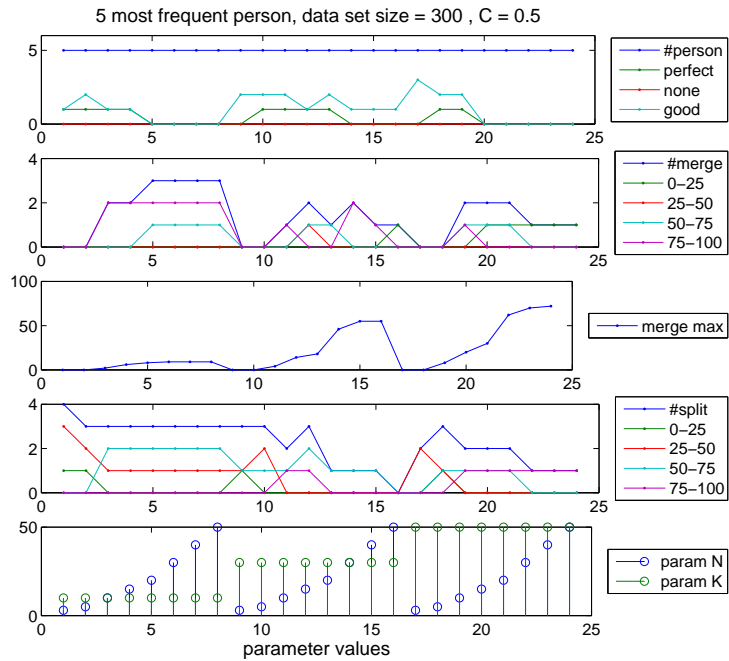 5 most frequent person, data set size = 300 , C = 0.5
5
0
0 5 10 15 20 25
#person
perfect
none
good
4
2
0
0 5 10 15 20 25
#merge
0−25
25−50
50−75
75−100
100
50
0
0 5 10 15 20 25
merge max
4
2
0
0 5 10 15 20 25
#split
0−25
25−50
50−75
75−100
50
0
0 5 10 15 20 25
param N
param K
parameter values